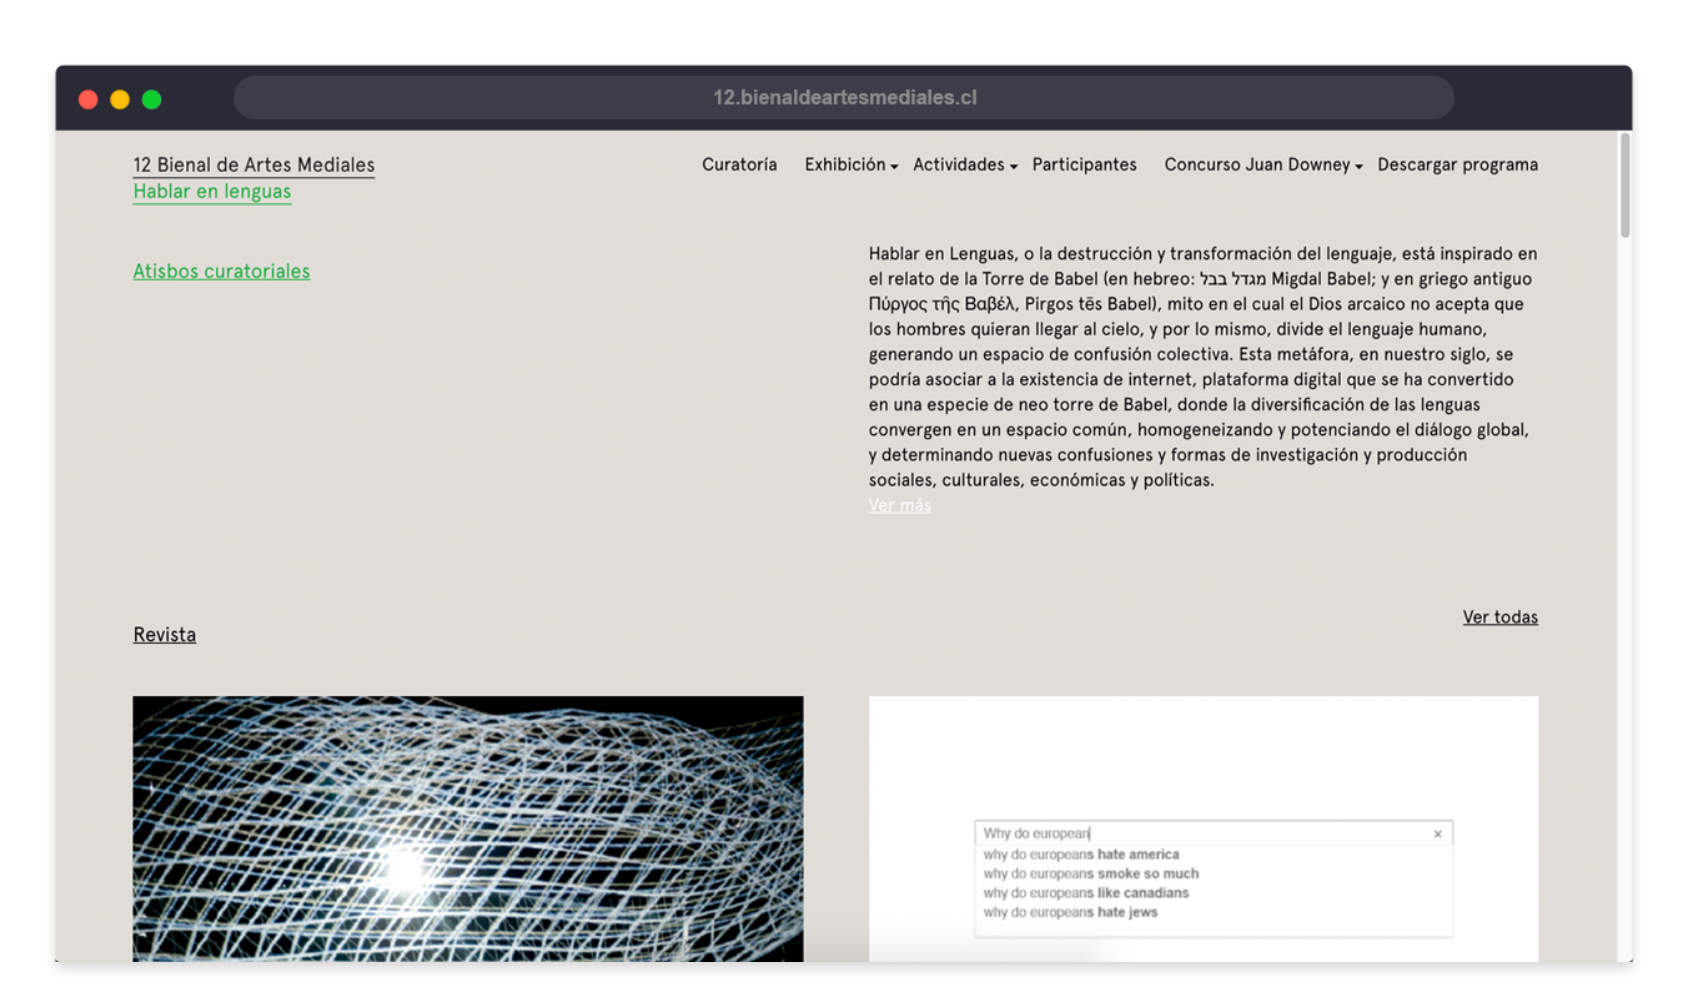 12.bienaldeartesmediales.cl
12 Bienal de Artes Mediales
Hablar en lenguas
Curatoría Exhibición Actividades Participantes Concurso Juan Downey Descargar programa
Atisbos curatoriales
Hablar en Lenguas, o la destrucción y transformación del lenguaje, está inspirado en
el relato de la Torre de Babel (en hebreo: מגדל בבל Migdal Babel; y en griego antiguo
Πύργος τῆς Βαβέλ, Pirgos tēs Babel), mito en el cual el Dios arcaico no acepta que
los hombres quieran llegar al cielo, y por lo mismo, divide el lenguaje humano,
generando un espacio de confusión colectiva. Esta metáfora, en nuestro siglo, se
podría asociar a la existencia de internet, plataforma digital que se ha convertido
en una especie de neo torre de Babel, donde la diversificación de las lenguas
convergen en un espacio común, homogeneizando y potenciando el diálogo global,
y determinando nuevas confusiones y formas de investigación y producción
sociales, culturales, económicas y políticas.
Ver más
Revista
Ver todas
Why do european
why do europeans hate america
why do europeans smoke so much
why do europeans like canadians
why do europeans hate jews